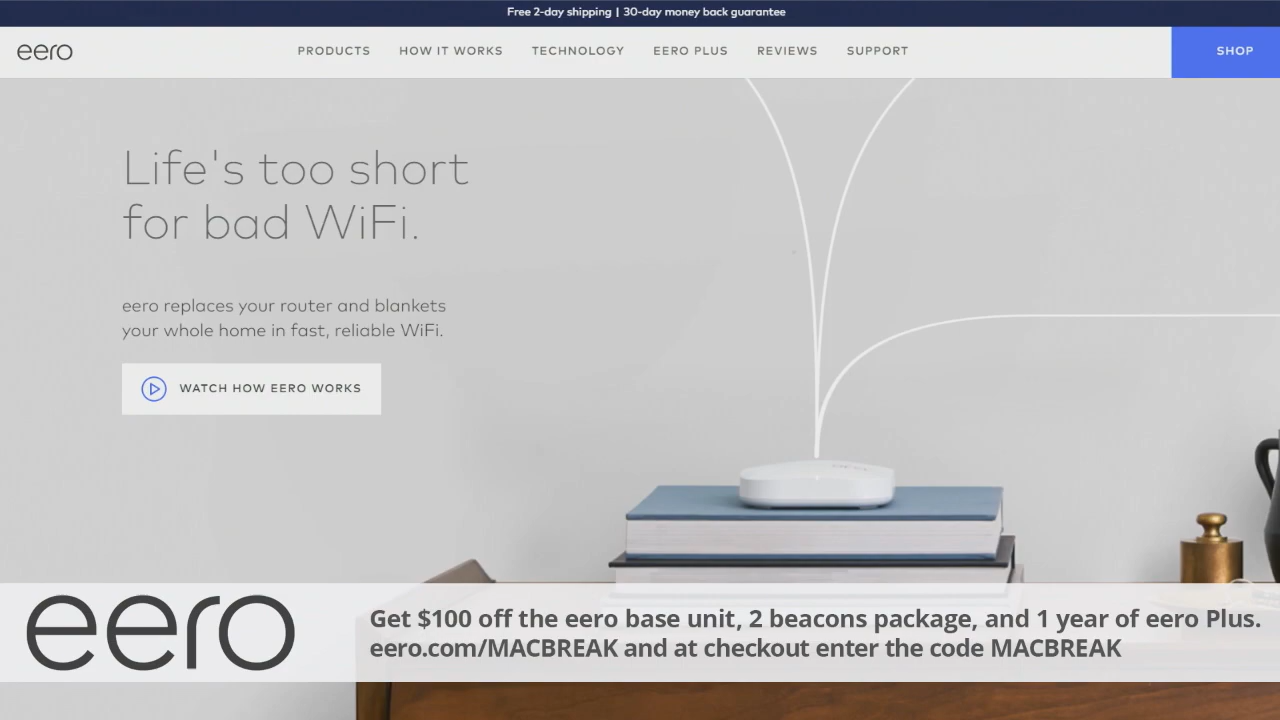 Free 2-day shipping | 30-day money back guarantee
eero
PRODUCTS HOW IT WORKS TECHNOLOGY EERO PLUS REVIEWS SUPPORT SHOP
Life's too short
for bad WiFi.
eero replaces your router and blankets
your whole home in fast, reliable WiFi.
WATCH HOW EERO WORKS
eero
Get $100 off the eero base unit, 2 beacons package, and 1 year of eero Plus.
eero.com/MACBREAK and at checkout enter the code MACBREAK